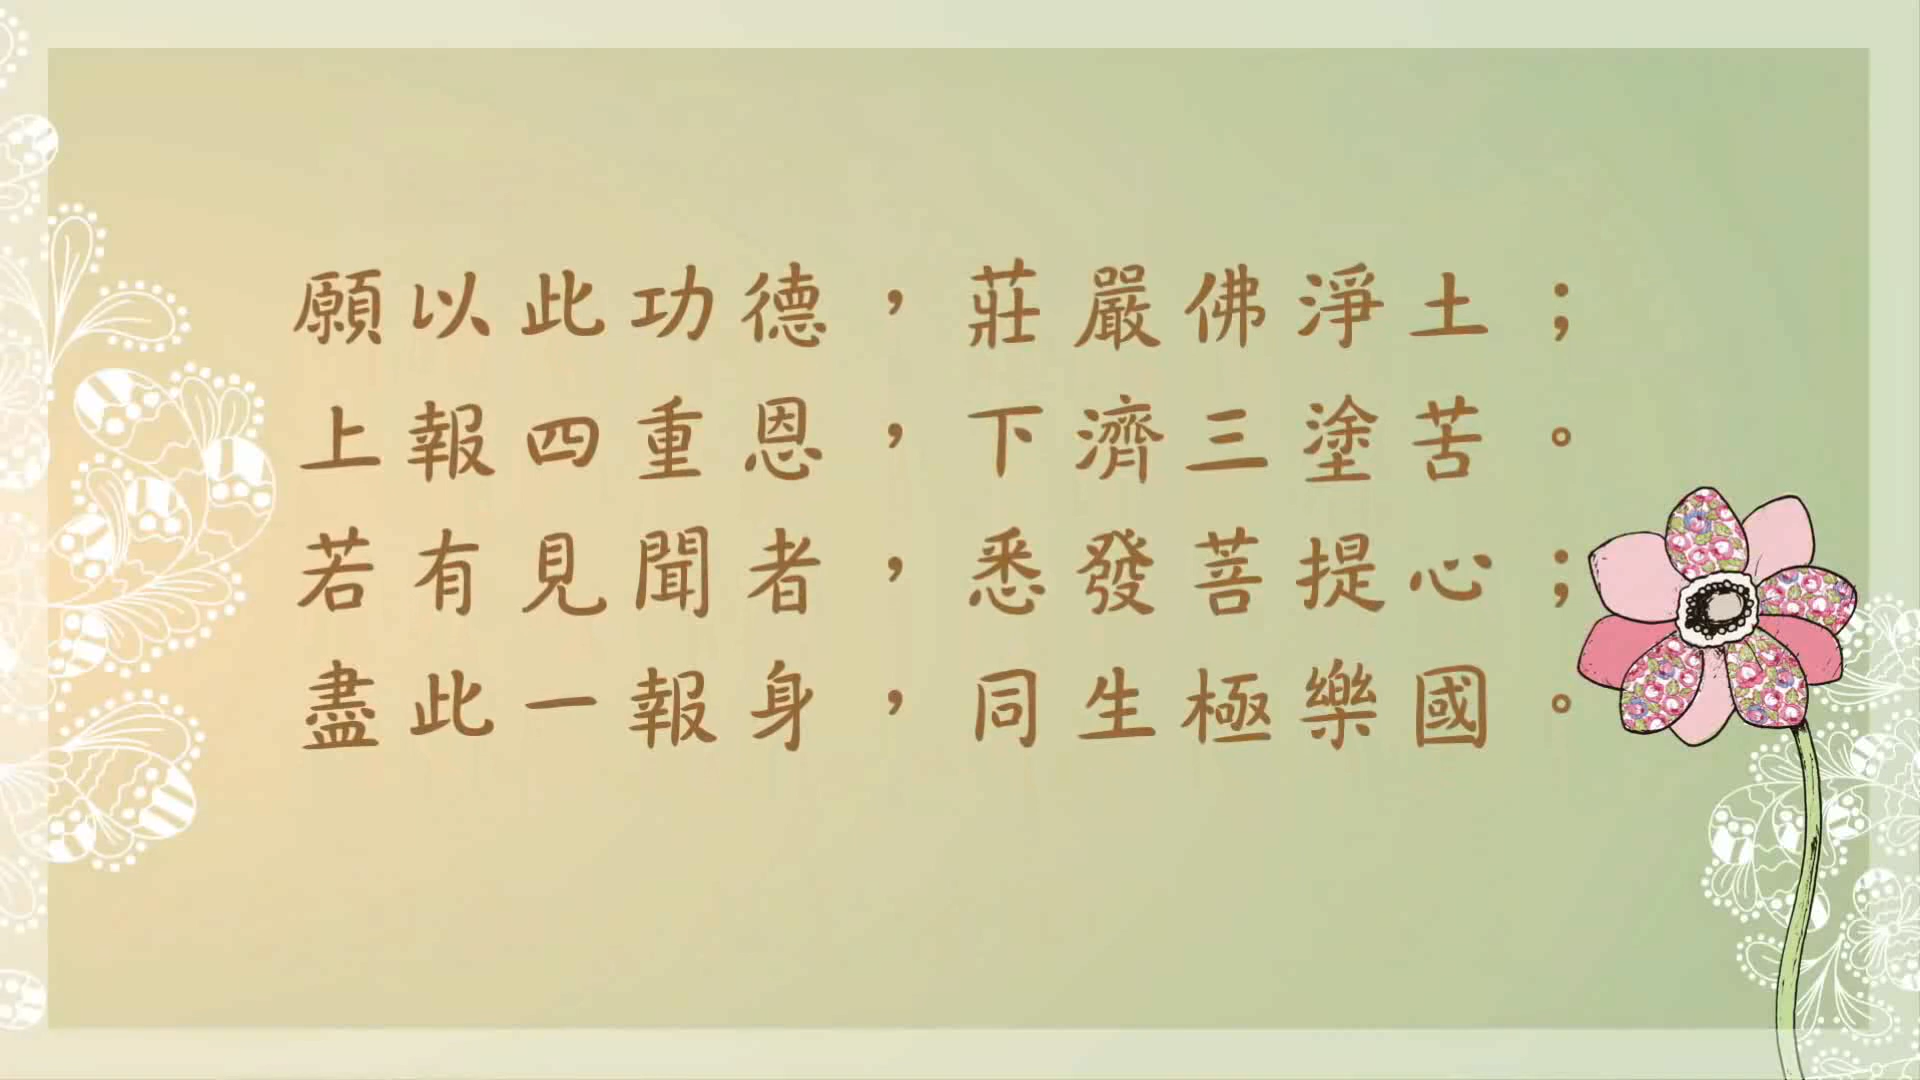 願以此功德，莊嚴佛淨土；
上報四重恩，下濟三塗苦。
若有見聞者，悉發菩提心；
盡此一報身，同生極樂國。